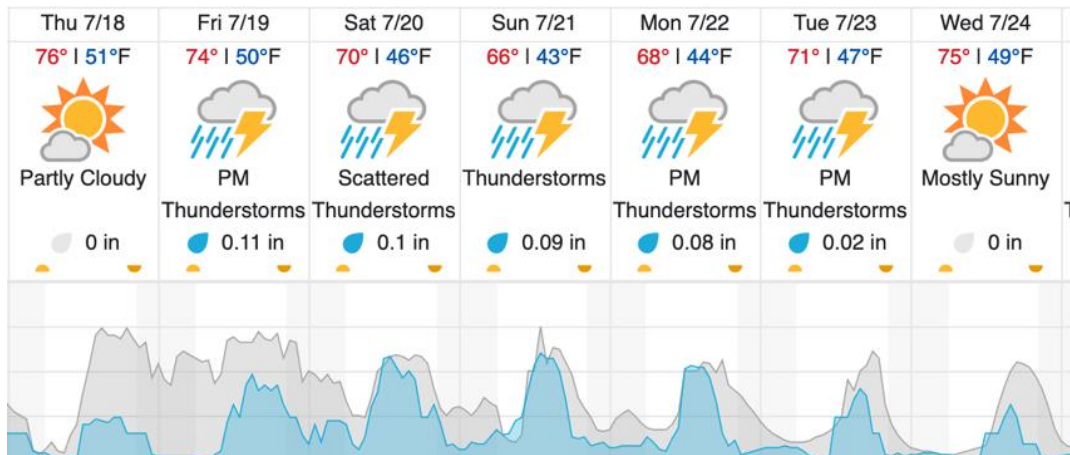 Thu 7/18
76° | 51°F
Partly Cloudy
0 in
Fri 7/19
74° | 50°F
PM
Thunderstorms
0.11 in
Sat 7/20
70° | 46°F
Scattered
Thunderstorms
0.1 in
Sun 7/21
66° | 43°F
Thunderstorms
0.09 in
Mon 7/22
68° | 44°F
PM
Thunderstorms
0.08 in
Tue 7/23
71° | 47°F
PM
Thunderstorms
0.02 in
Wed 7/24
75° | 49°F
Mostly Sunny
0 in